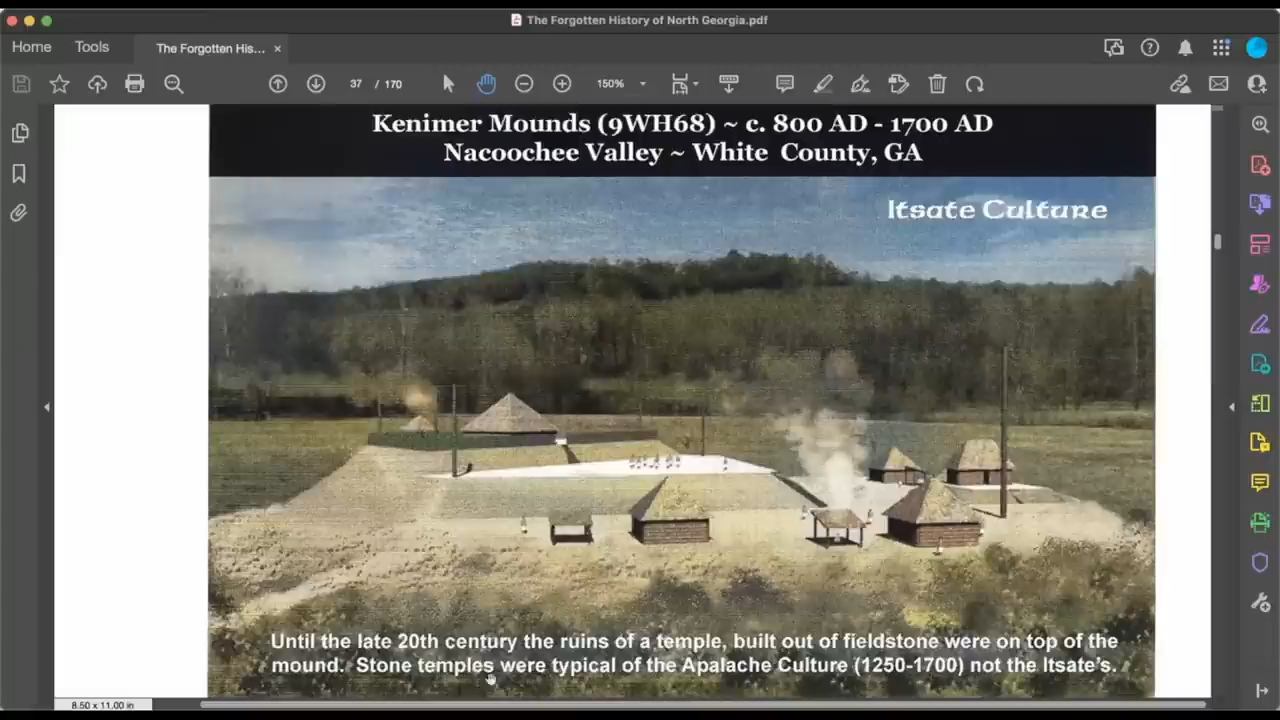 The Forgotten History of North Georgia.pdf
Home Tools The Forgotten His... ×
37 / 170 150%
Kenimer Mounds (9WH68) ~ c. 800 AD - 1700 AD
Nacoochee Valley ~ White County, GA
Itsate Culture
Until the late 20th century the ruins of a temple, built out of fieldstone were on top of the
mound. Stone temples were typical of the Apalache Culture (1250-1700) not the Itsate's.
8.50 x 11.00 in